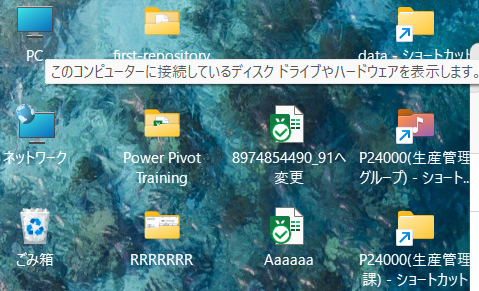 PC
first-repository
data - ショートカット
このコンピューターに接続しているディスク ドライブやハードウェアを表示します。
ネットワーク
Power Pivot
Training
8974854490_91へ
変更
P24000(生産管理
グループ) - ショート...
ごみ箱
RRRRRRR
Aaaaaa
P24000(生産管理
課) - ショートカット